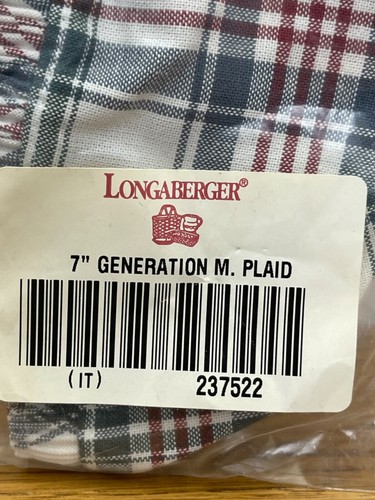 LONGABERGER®
7" GENERATION M. PLAID
(IT) 237522